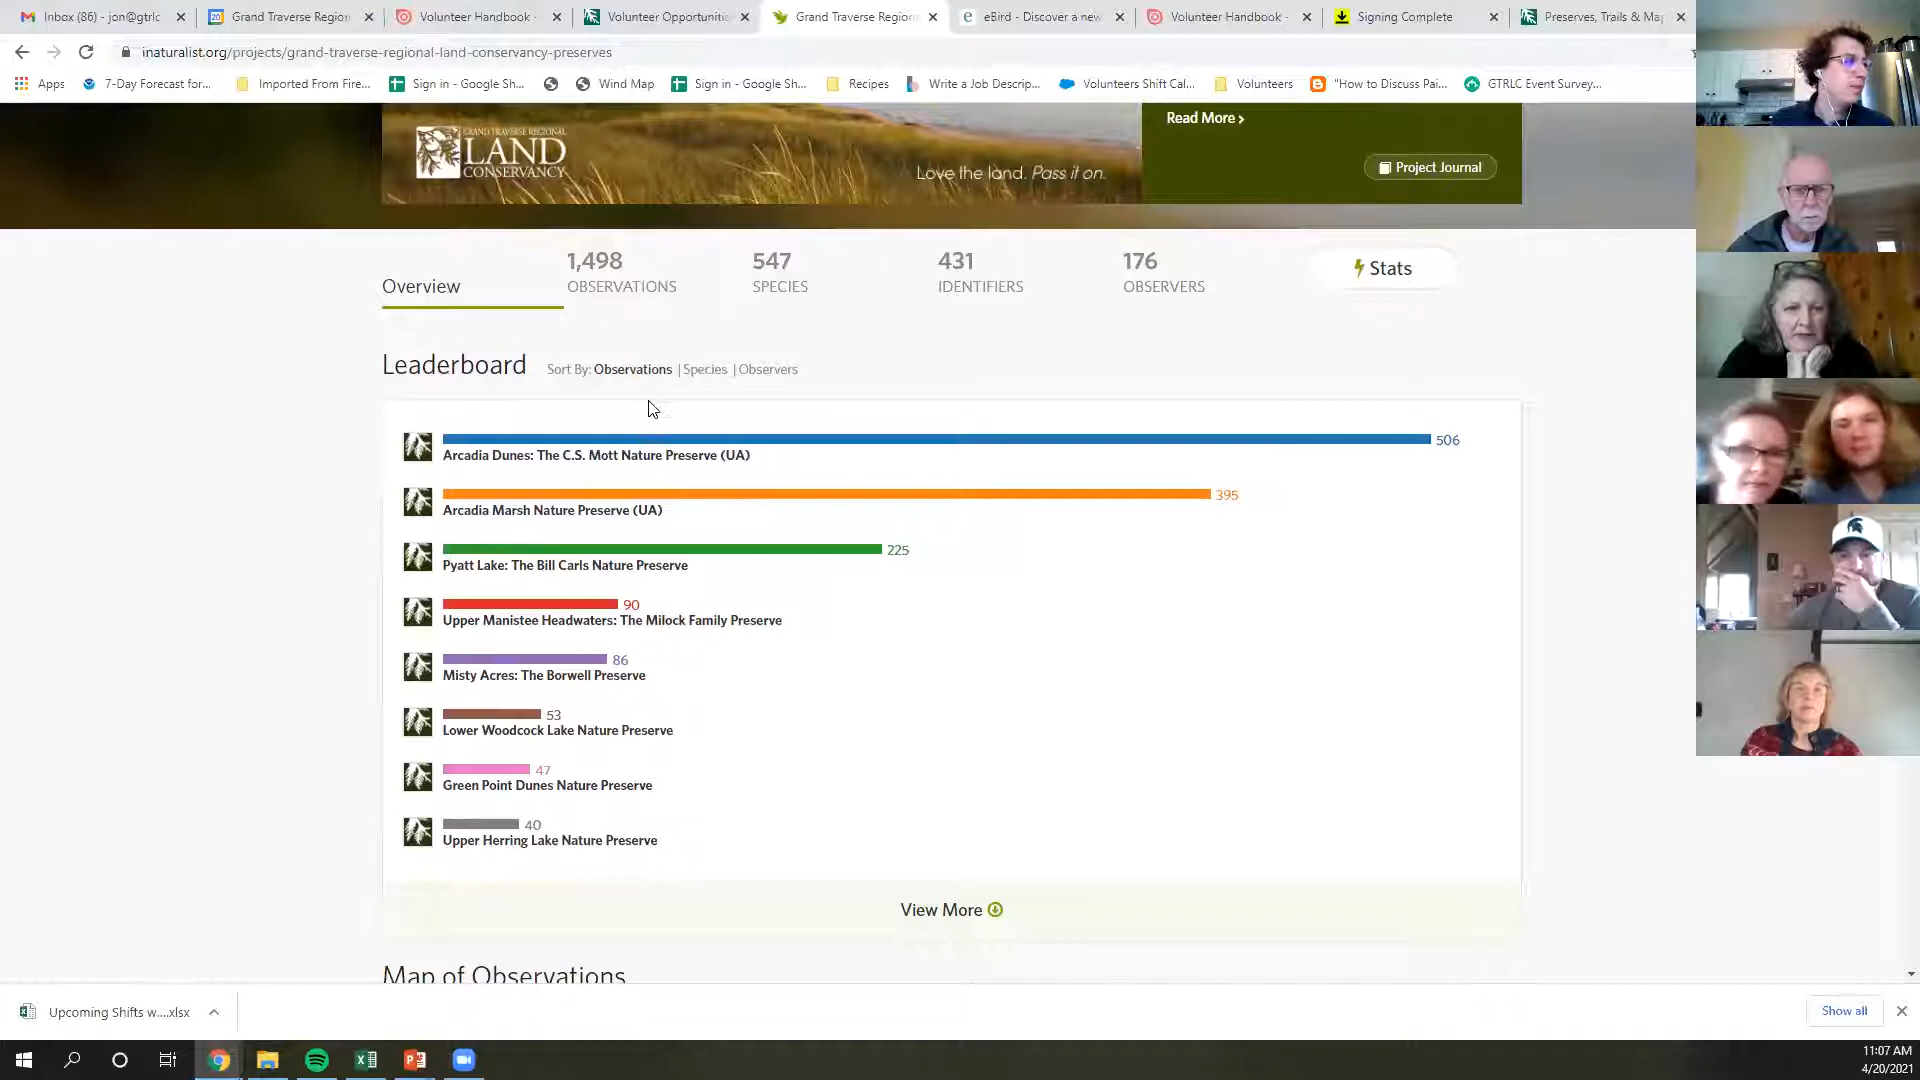 Inbox (86) - jon@gtrlc
Grand Traverse Region
Volunteer Handbook -
Volunteer Opportunitie
Grand Traverse Region
eBird - Discover a new
Volunteer Handbook -
Signing Complete
Preserves, Trails & Ma
inaturalist.org/projects/grand-traverse-regional-land-conservancy-preserves
Apps
7-Day Forecast for...
Imported From Fire...
Sign in - Google Sh...
Wind Map
Sign in - Google Sh...
Recipes
Write a Job Descrip...
Volunteers Shift Cal...
Volunteers
"How to Discuss Pai...
GTRLC Event Survey...
GRAND TRAVERSE REGIONAL
LAND
CONSERVANCY
Love the land. Pass it on.
Read More >
Project Journal
Overview
1,498
OBSERVATIONS
547
SPECIES
431
IDENTIFIERS
176
OBSERVERS
Stats
Leaderboard
Sort By: Observations | Species | Observers
506
Arcadia Dunes: The C.S. Mott Nature Preserve (UA)
395
Arcadia Marsh Nature Preserve (UA)
225
Pyatt Lake: The Bill Carls Nature Preserve
90
Upper Manistee Headwaters: The Milock Family Preserve
86
Misty Acres: The Borwell Preserve
53
Lower Woodcock Lake Nature Preserve
47
Green Point Dunes Nature Preserve
40
Upper Herring Lake Nature Preserve
View More
Map of Observations
Upcoming Shifts w....xlsx
Show all
11:07 AM
4/20/2021